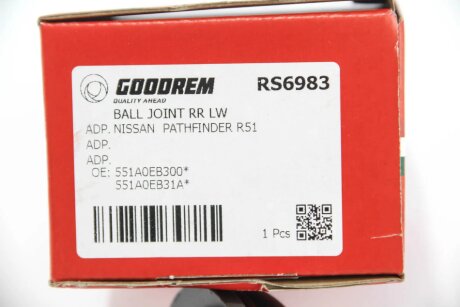 GOODREM RS6983
QUALITY AHEAD
BALL JOINT RR LW
ADP. NISSAN PATHFINDER R51
ADP.
ADP.
OE: 551A0EB300*
551A0EB31A*
1 Pcs